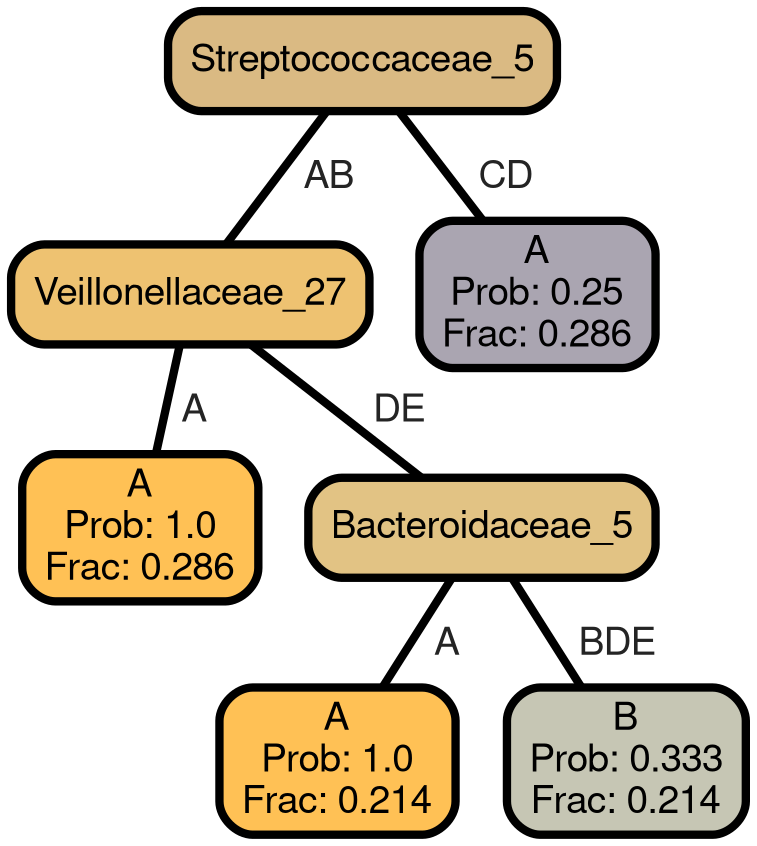 Streptococcaceae_5
AB
CD
A
Prob: 0.25
Frac: 0.286
Veillonellaceae_27
A
DE
A
Prob: 1.0
Frac: 0.286
Bacteroidaceae_5
A
BDE
A
Prob: 1.0
Frac: 0.214
B
Prob: 0.333
Frac: 0.214